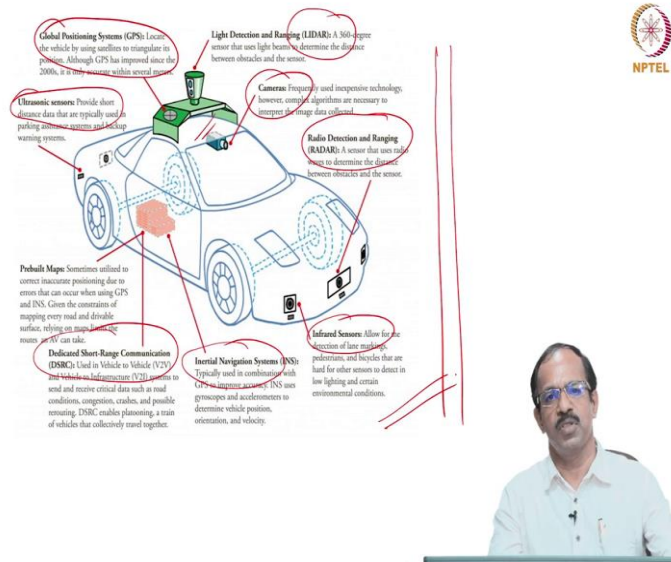 Global Positioning Systems (GPS): Locate
the vehicle by using satellites to triangulate its
position. Although GPS has improved since the
2000s, it is only accurate within several meters.
Light Detection and Ranging (LIDAR): A 360-degree
sensor that uses light beams to determine the distance
between obstacles and the sensor.
NPTEL
Ultrasonic sensors: Provide short
distance data that are typically used in
parking assistance systems and backup
warning systems.
Cameras: Frequently used inexpensive technology,
however, complex algorithms are necessary to
interpret the image data collected.
Radio Detection and Ranging
(RADAR): A sensor that uses radio
waves to determine the distance
between obstacles and the sensor.
Prebuilt Maps: Sometimes utilized to
correct inaccurate positioning due to
errors that can occur when using GPS
and INS. Given the constraints of
mapping every road and drivable
surface, relying on maps limits the
routes an AV can take.
Dedicated Short-Range Communication
(DSRC): Used in Vehicle to Vehicle (V2V)
and Vehicle to Infrastructure (V2I) systems to
send and receive critical data such as road
conditions, congestion, crashes, and possible
rerouting. DSRC enables platooning, a train
of vehicles that collectively travel together.
Inertial Navigation Systems (INS):
Typically used in combination with
GPS to improve accuracy. INS uses
gyroscopes and accelerometers to
determine vehicle position,
orientation, and velocity.
Infrared Sensors: Allow for the
detection of lane markings,
pedestrians, and bicycles that are
hard for other sensors to detect in
low lighting and certain
environmental conditions.